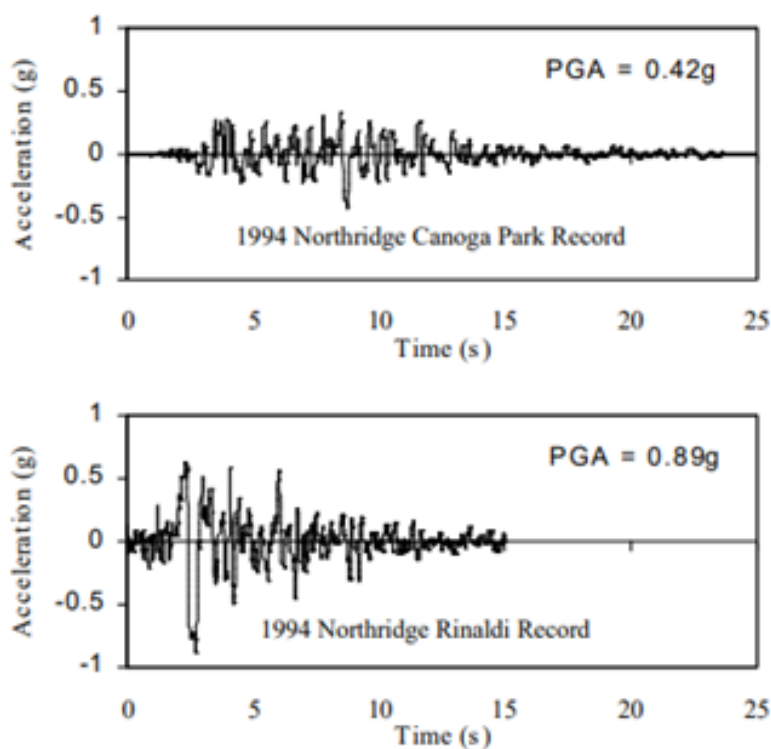 1
0.5
0
-0.5
-1
Acceleration (g)
PGA = 0.42g
1994 Northridge Canoga Park Record
0 5 10 15 20 25
Time (s)
1
0.5
0
-0.5
-1
Acceleration (g)
PGA = 0.89g
1994 Northridge Rinaldi Record
0 5 10 15 20 25
Time (s)